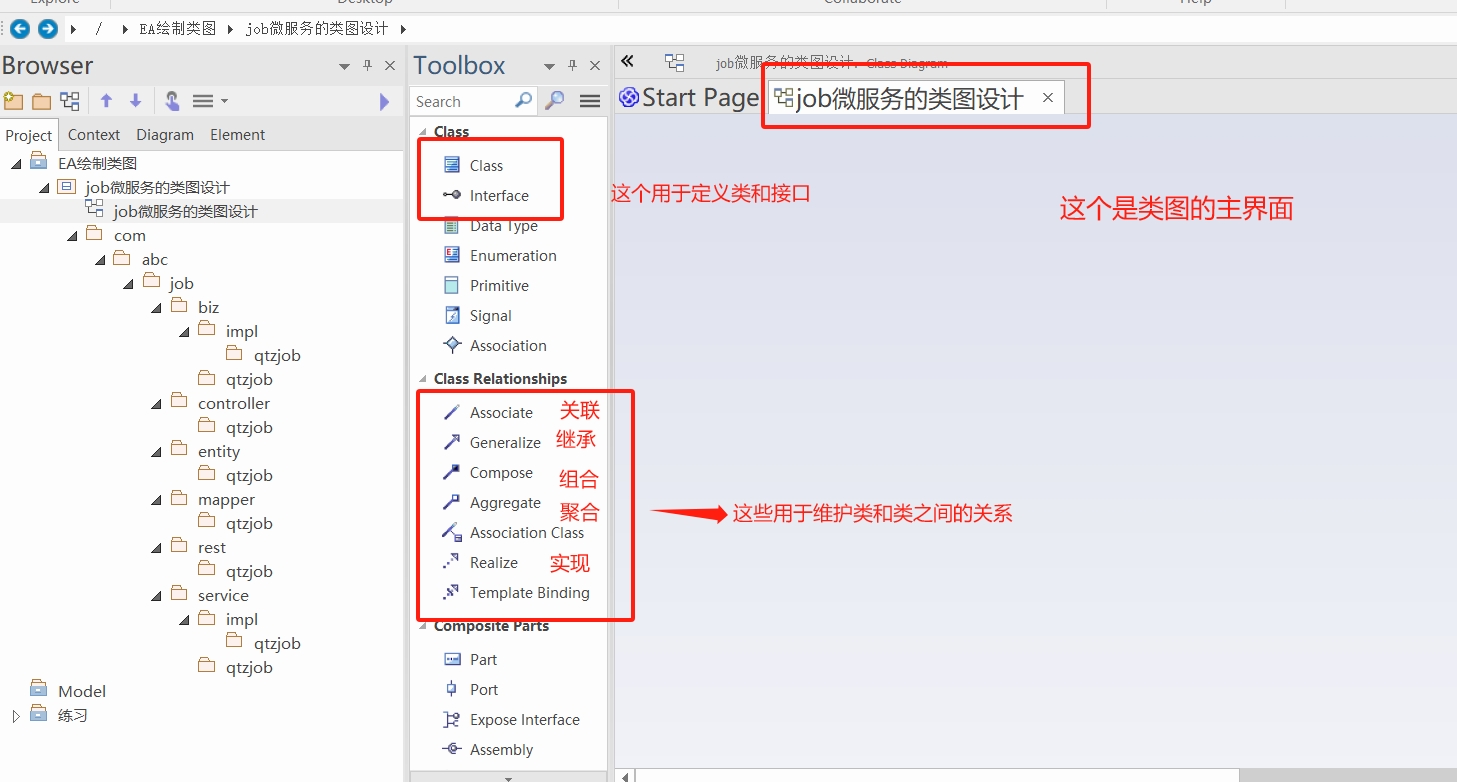 Explore
Desktop
Collaborate
Help
/ EA绘制类图 job微服务的类图设计
Browser
Project Context Diagram Element
EA绘制类图
job微服务的类图设计
job微服务的类图设计
com
abc
job
biz
impl
qtzjob
qtzjob
controller
qtzjob
entity
qtzjob
mapper
qtzjob
rest
qtzjob
service
impl
qtzjob
qtzjob
Model
练习
Toolbox
Search
Class
Class
Interface
Data Type
Enumeration
Primitive
Signal
Association
Class Relationships
Associate 关联
Generalize 继承
Compose 组合
Aggregate 聚合
Association Class
Realize 实现
Template Binding
Composite Parts
Part
Port
Expose Interface
Assembly
job微服务的类图设计: Class Diagram
Start Page job微服务的类图设计 ×
这个用于定义类和接口
这个是类图的主界面
这些用于维护类和类之间的关系